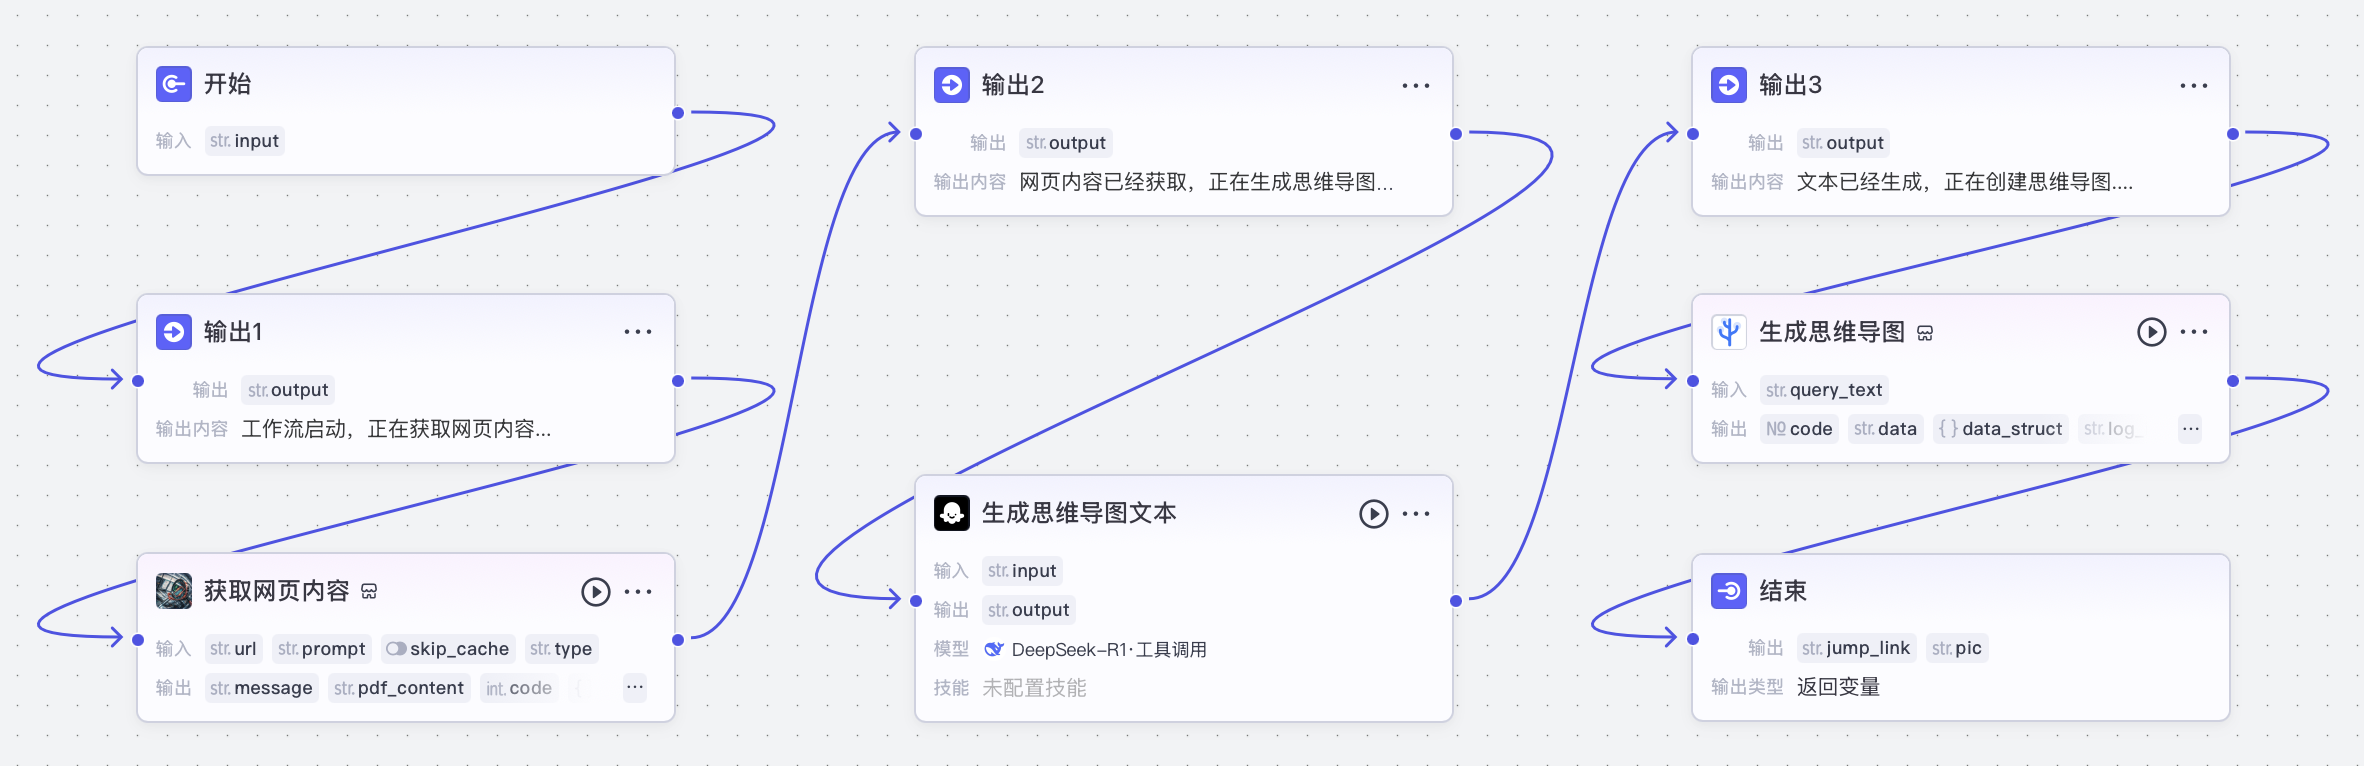 开始
输入 str. input
输出1
输出 str. output
输出内容 工作流启动，正在获取网页内容...
获取网页内容
输入 str. url str. prompt skip_cache str. type
输出 str. message str. pdf_content int. code ...
输出2
输出 str. output
输出内容 网页内容已经获取，正在生成思维导图...
生成思维导图文本
输入 str. input
输出 str. output
模型 DeepSeek-R1·工具调用
技能 未配置技能
输出3
输出 str. output
输出内容 文本已经生成，正在创建思维导图....
生成思维导图
输入 str. query_text
输出 № code str. data {} data_struct str. log_ ...
结束
输出 str. jump_link str. pic
输出类型 返回变量